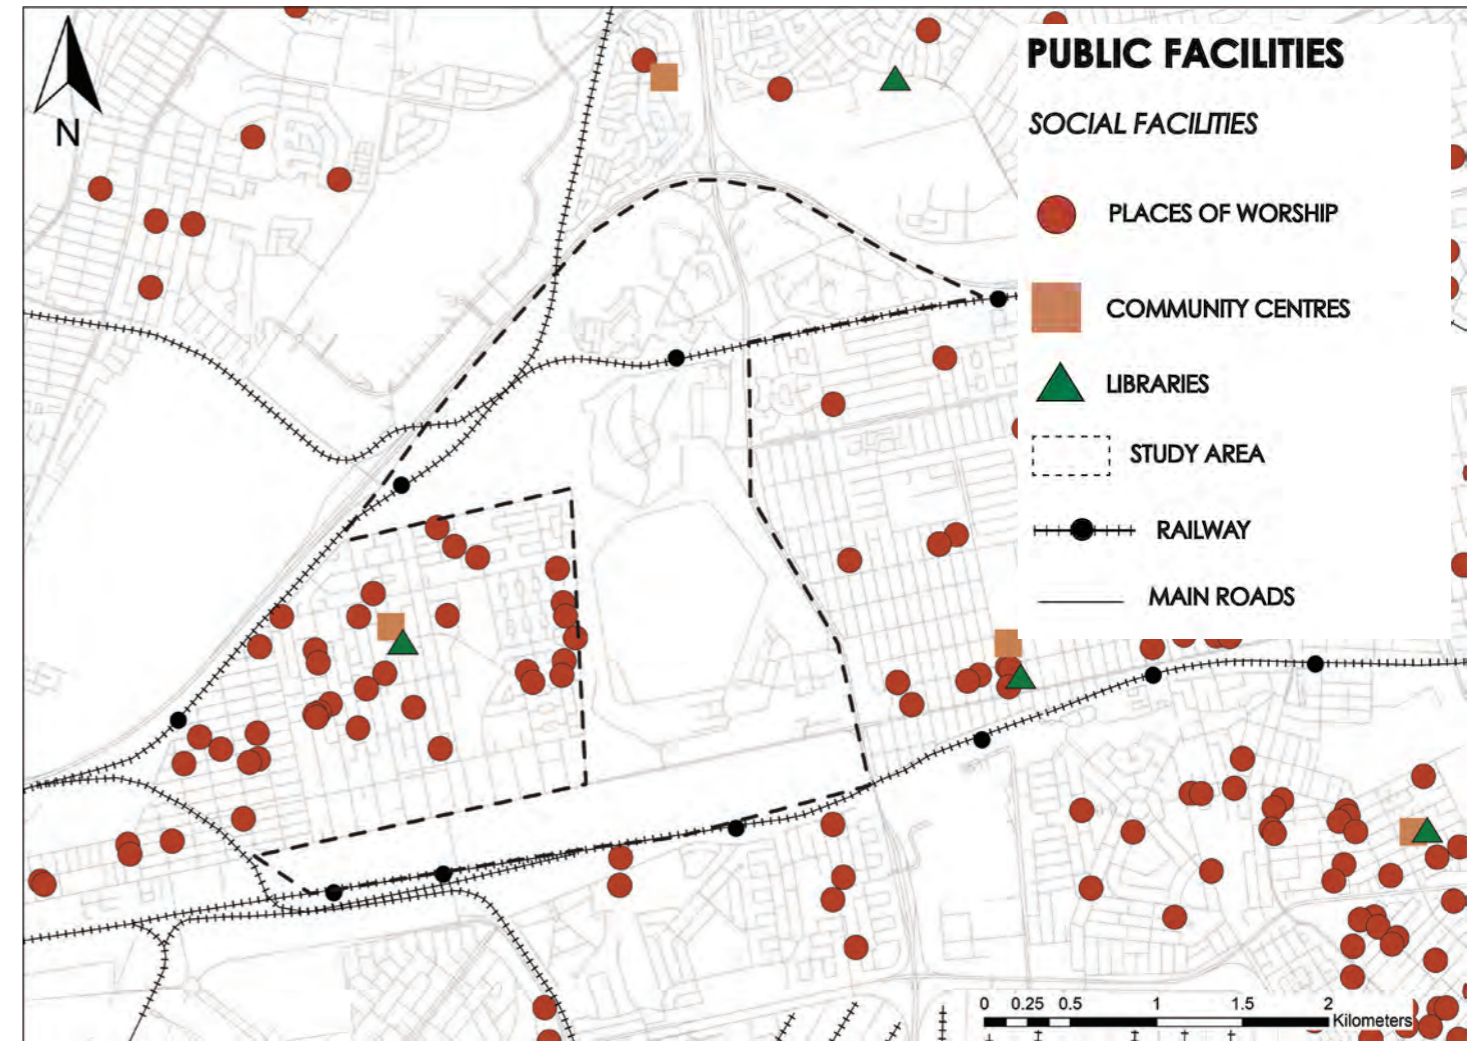 N
PUBLIC FACILITIES
SOCIAL FACILITIES
PLACES OF WORSHIP
COMMUNITY CENTRES
LIBRARIES
STUDY AREA
RAILWAY
MAIN ROADS
0 0.25 0.5 1 1.5 2
Kilometers